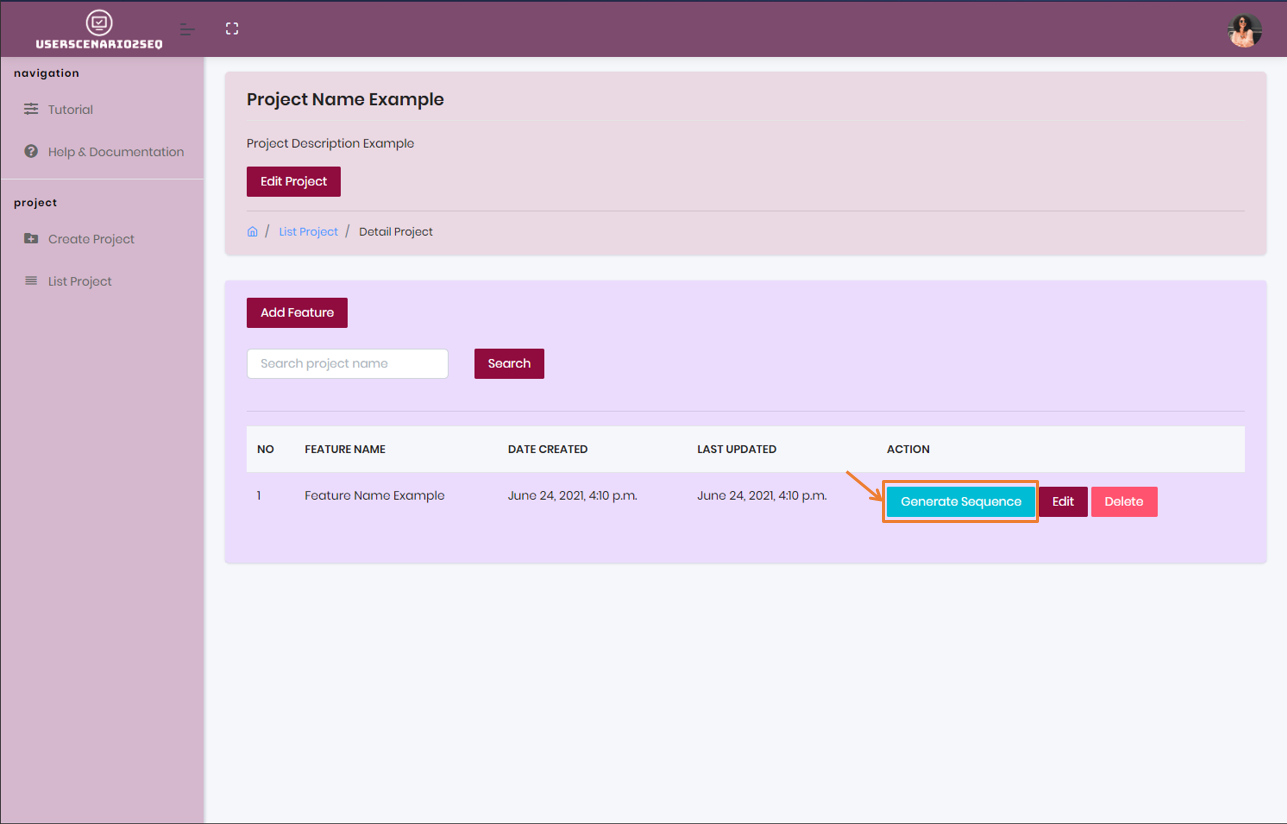 USERSCENARIO2SEQ
navigation
Tutorial
Help & Documentation
project
Create Project
List Project
Project Name Example
Project Description Example
Edit Project
/ List Project / Detail Project
Add Feature
Search project name Search
NO FEATURE NAME DATE CREATED LAST UPDATED ACTION
1 Feature Name Example June 24, 2021, 4:10 p.m. June 24, 2021, 4:10 p.m. Generate Sequence Edit Delete